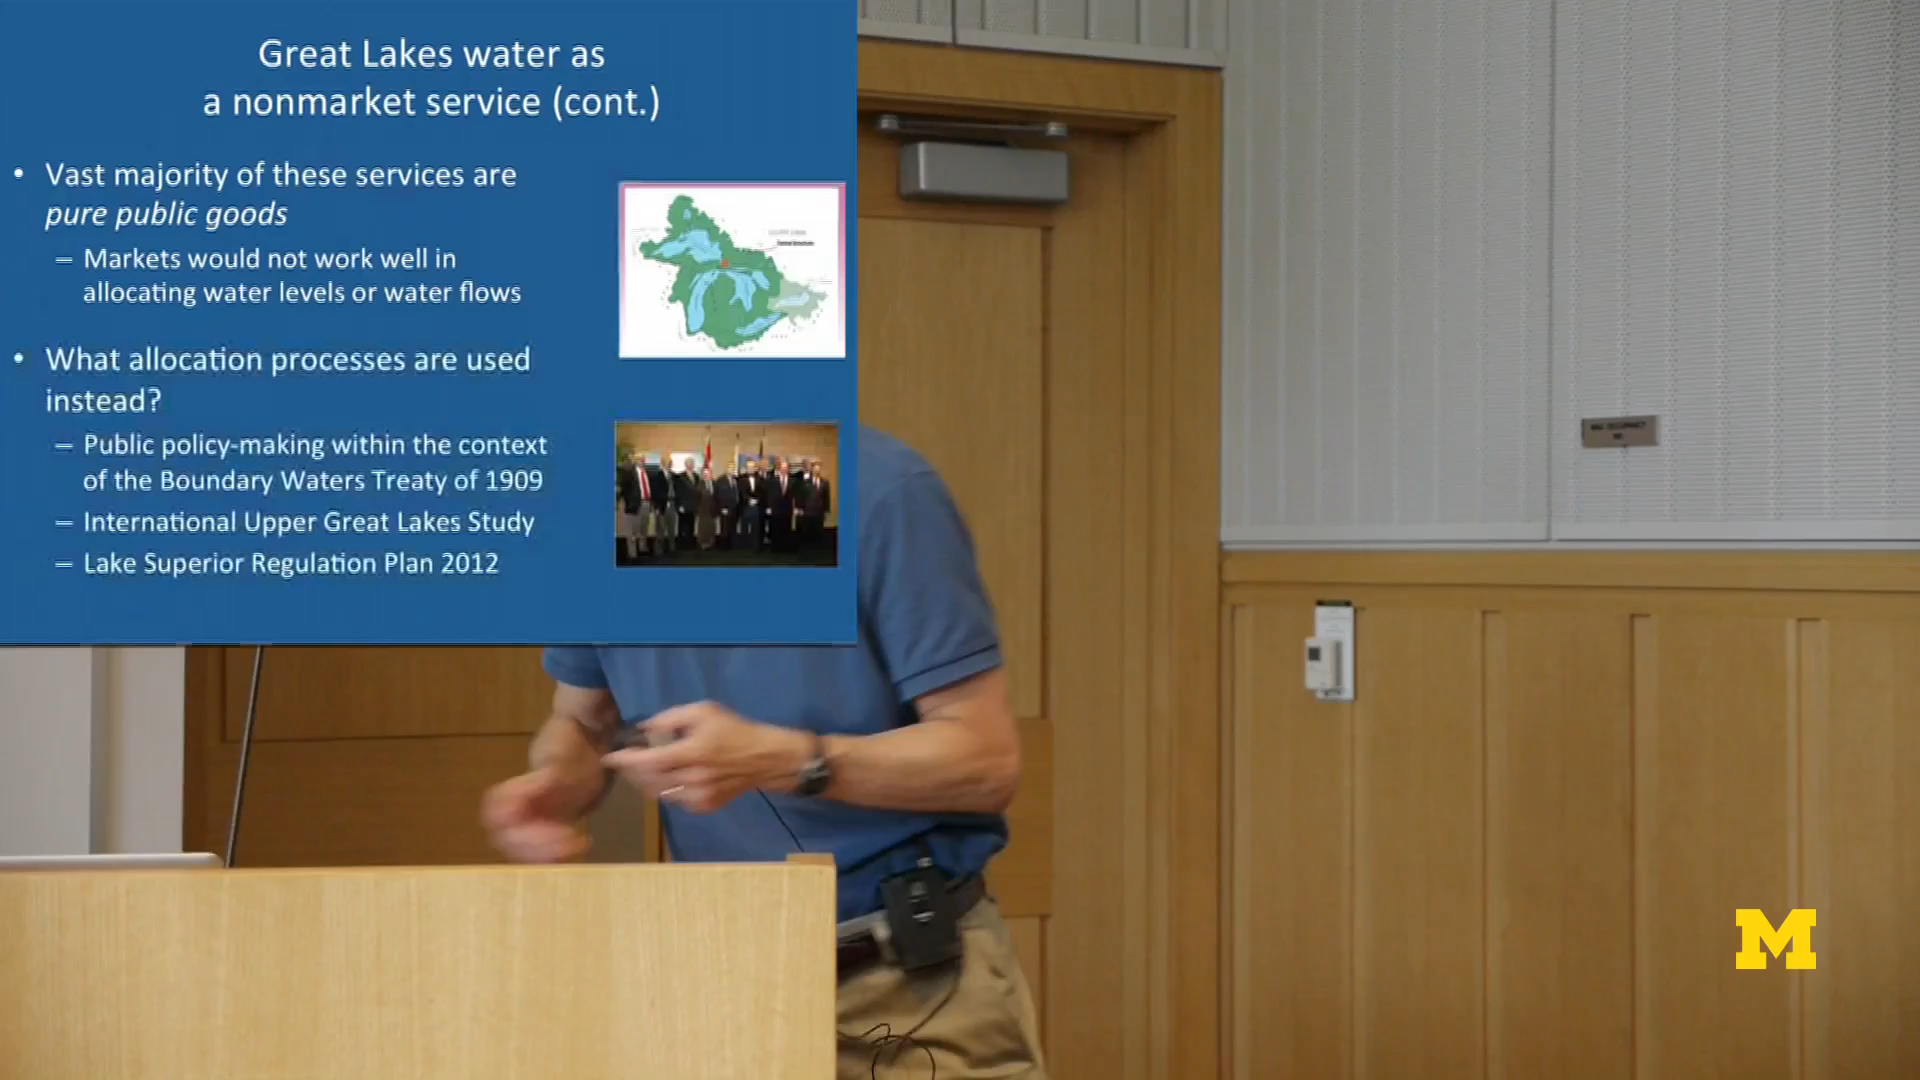 Great Lakes water as
a nonmarket service (cont.)
• Vast majority of these services are
pure public goods
– Markets would not work well in
allocating water levels or water flows
• What allocation processes are used
instead?
– Public policy-making within the context
of the Boundary Waters Treaty of 1909
– International Upper Great Lakes Study
– Lake Superior Regulation Plan 2012
M